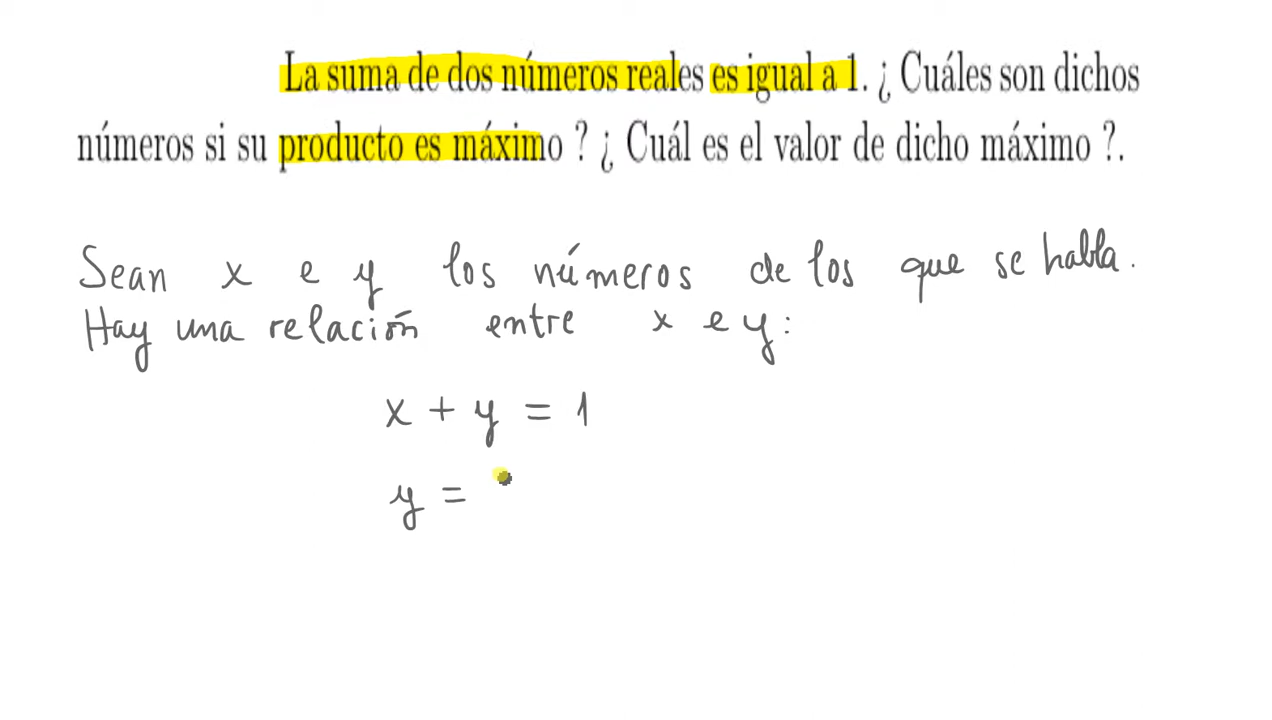 La suma de dos números reales es igual a 1. ¿ Cuáles son dichos
números si su producto es máximo ? ¿ Cuál es el valor de dicho máximo ?.
Sean x e y los números de los que se habla.
Hay una relación entre x e y:
x + y = 1
y =